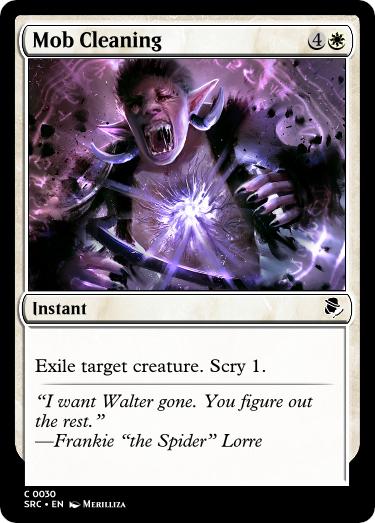 Mob Cleaning 4
Instant
Exile target creature. Scry 1.
“I want Walter gone. You figure out
the rest.”
—Frankie “the Spider” Lorre
C 0030
SRC • EN Merilliza